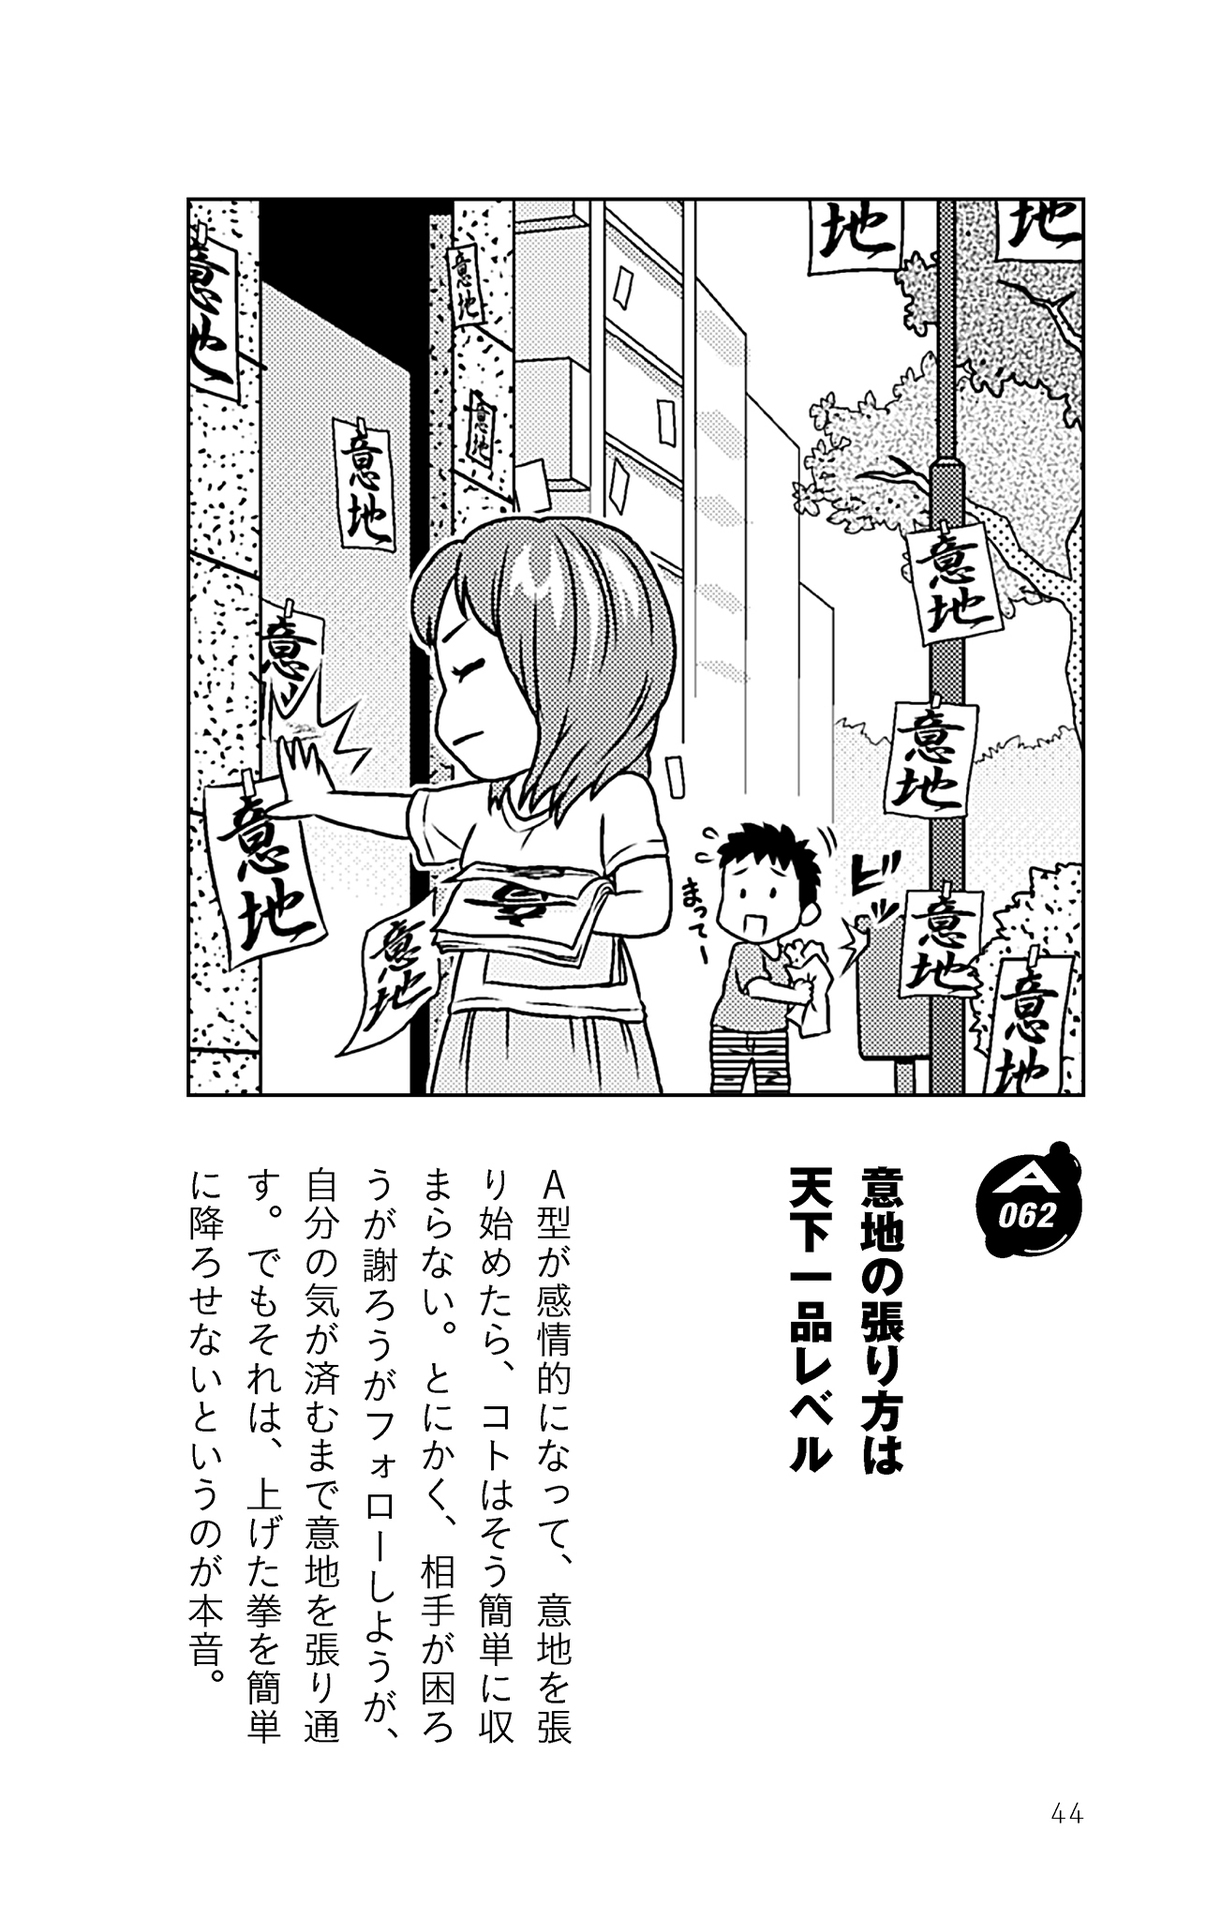 地
地
意地
意地
意地
意地
意地
意
意地
意地
意地
意地
意地
まってー
ビッ
A
062
意地の張り方は
天下一品レベル
A型が感情的になって、意地を張
り始めたら、コトはそう簡単に収
まらない。とにかく、相手が困ろ
うが謝ろうがフォローしようが、
自分の気が済むまで意地を張り通
す。でもそれは、上げた拳を簡単
に降ろせないというのが本音。
44